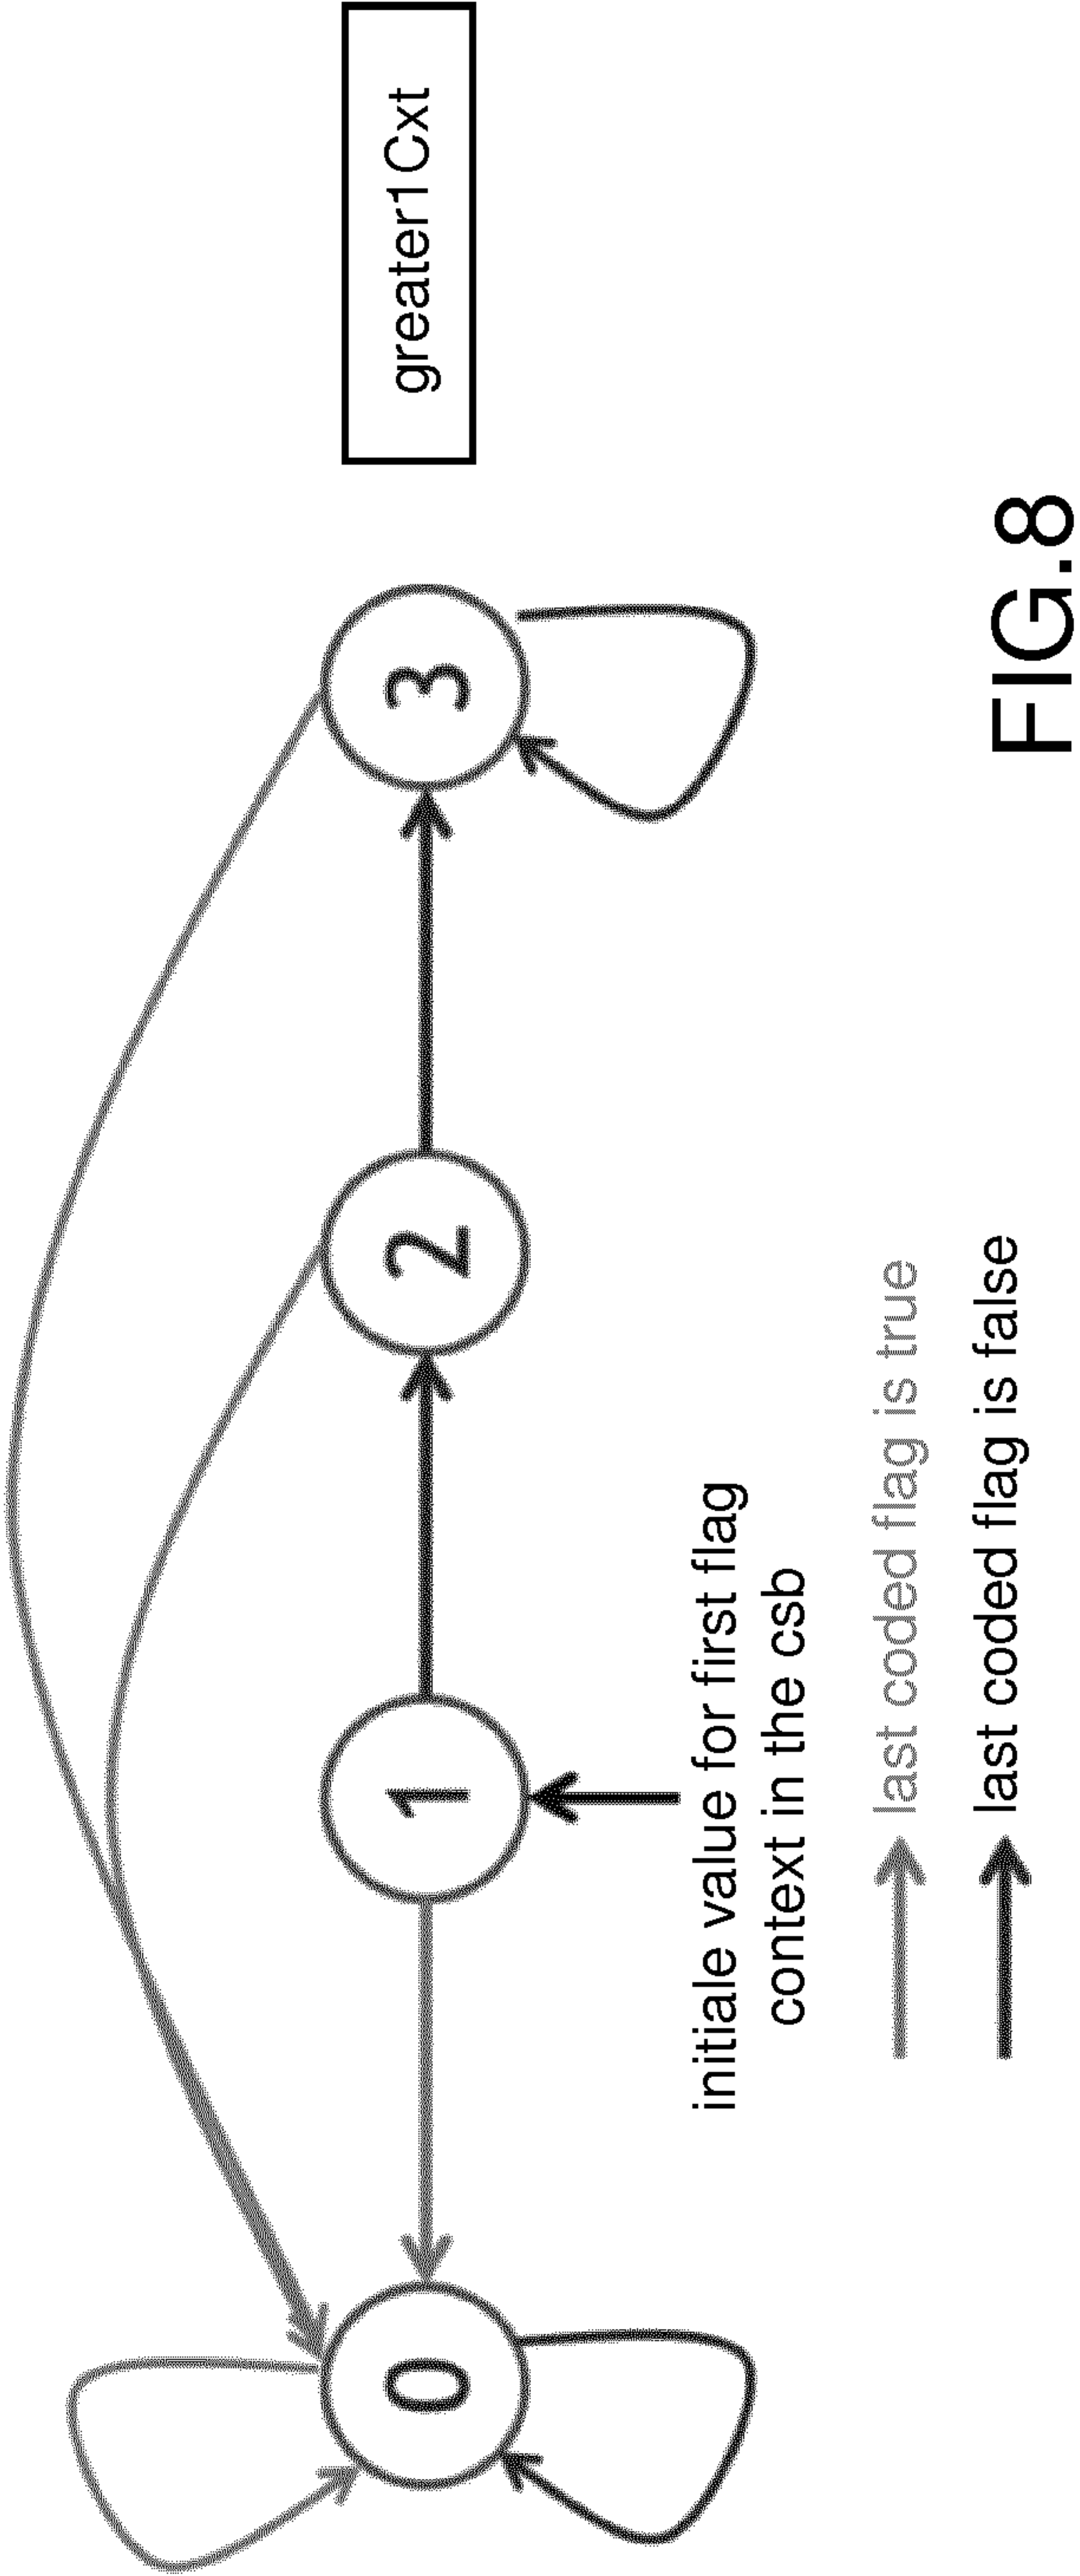 0
1
2
3
greater1Cxt
initiale value for first flag
context in the csb
last coded flag is true
last coded flag is false
FIG.8